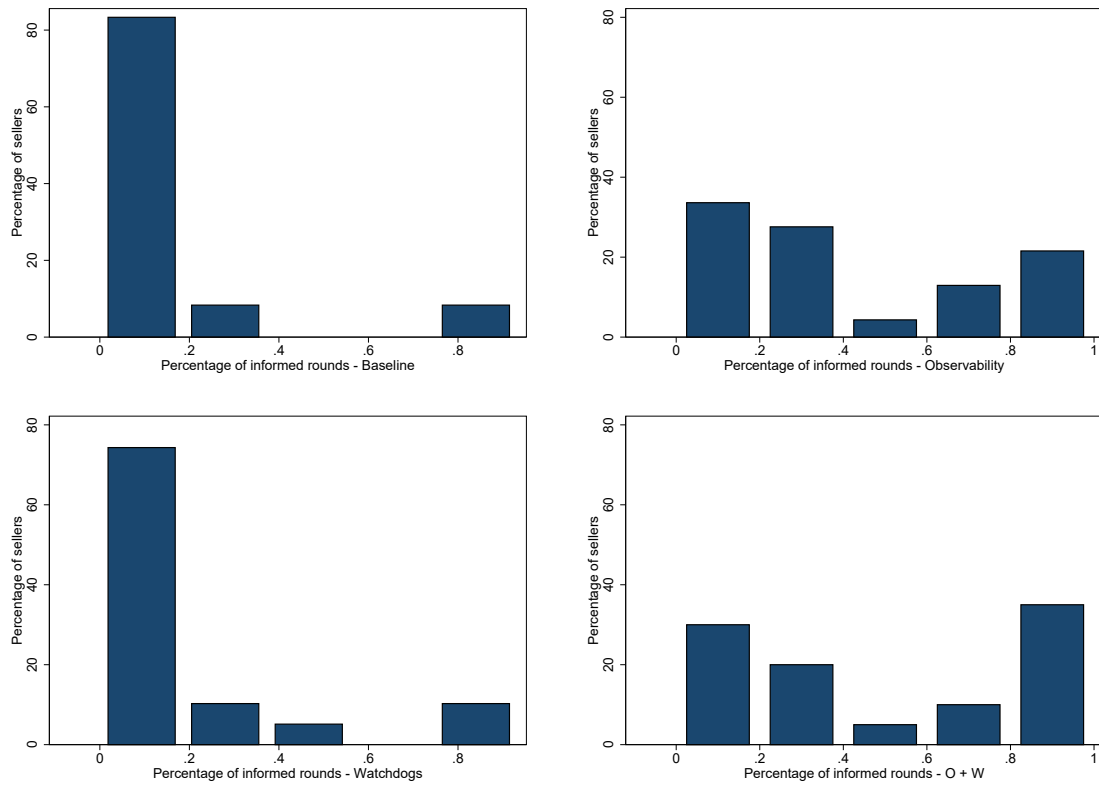 Percentage of sellers
80
60
40
20
0
0 .2 .4 .6 .8
Percentage of informed rounds - Baseline
Percentage of sellers
80
60
40
20
0
0 .2 .4 .6 .8 1
Percentage of informed rounds - Observability
Percentage of sellers
80
60
40
20
0
0 .2 .4 .6 .8
Percentage of informed rounds - Watchdogs
Percentage of sellers
80
60
40
20
0
0 .2 .4 .6 .8 1
Percentage of informed rounds - O + W